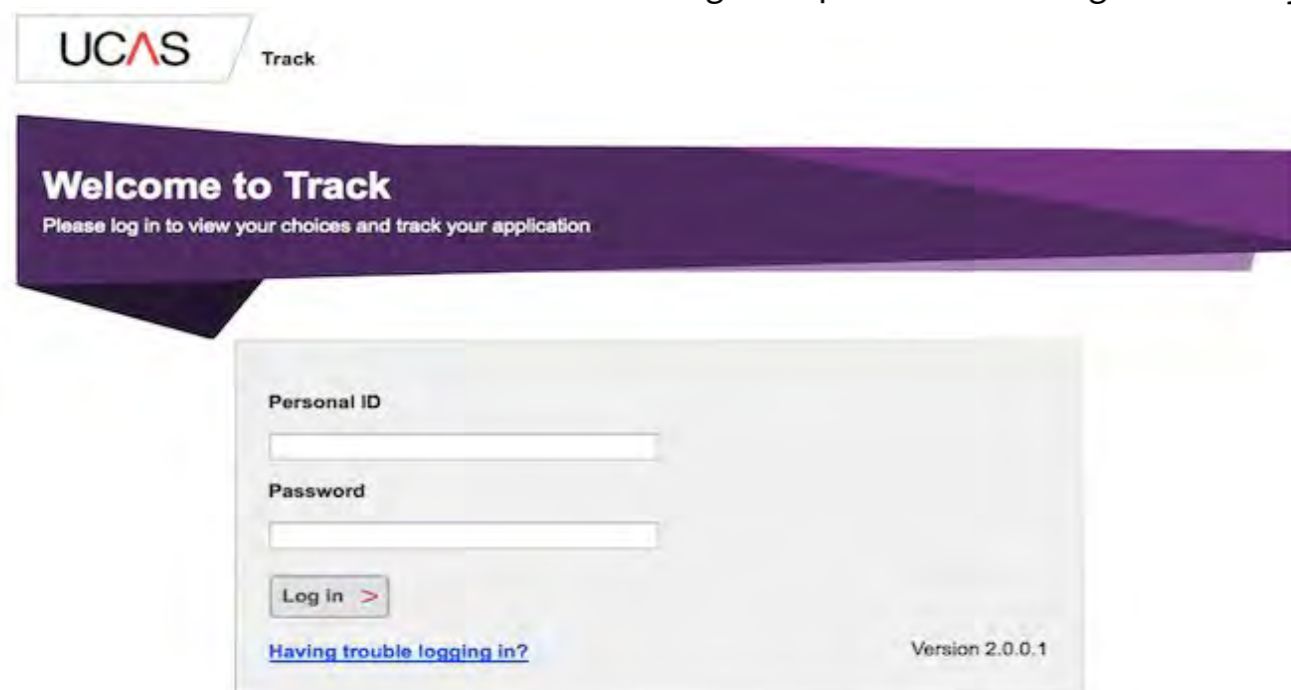 UCAS Track
Welcome to Track
Please log in to view your choices and track your application
Personal ID
Password
Log in >
Having trouble logging in?
Version 2.0.0.1